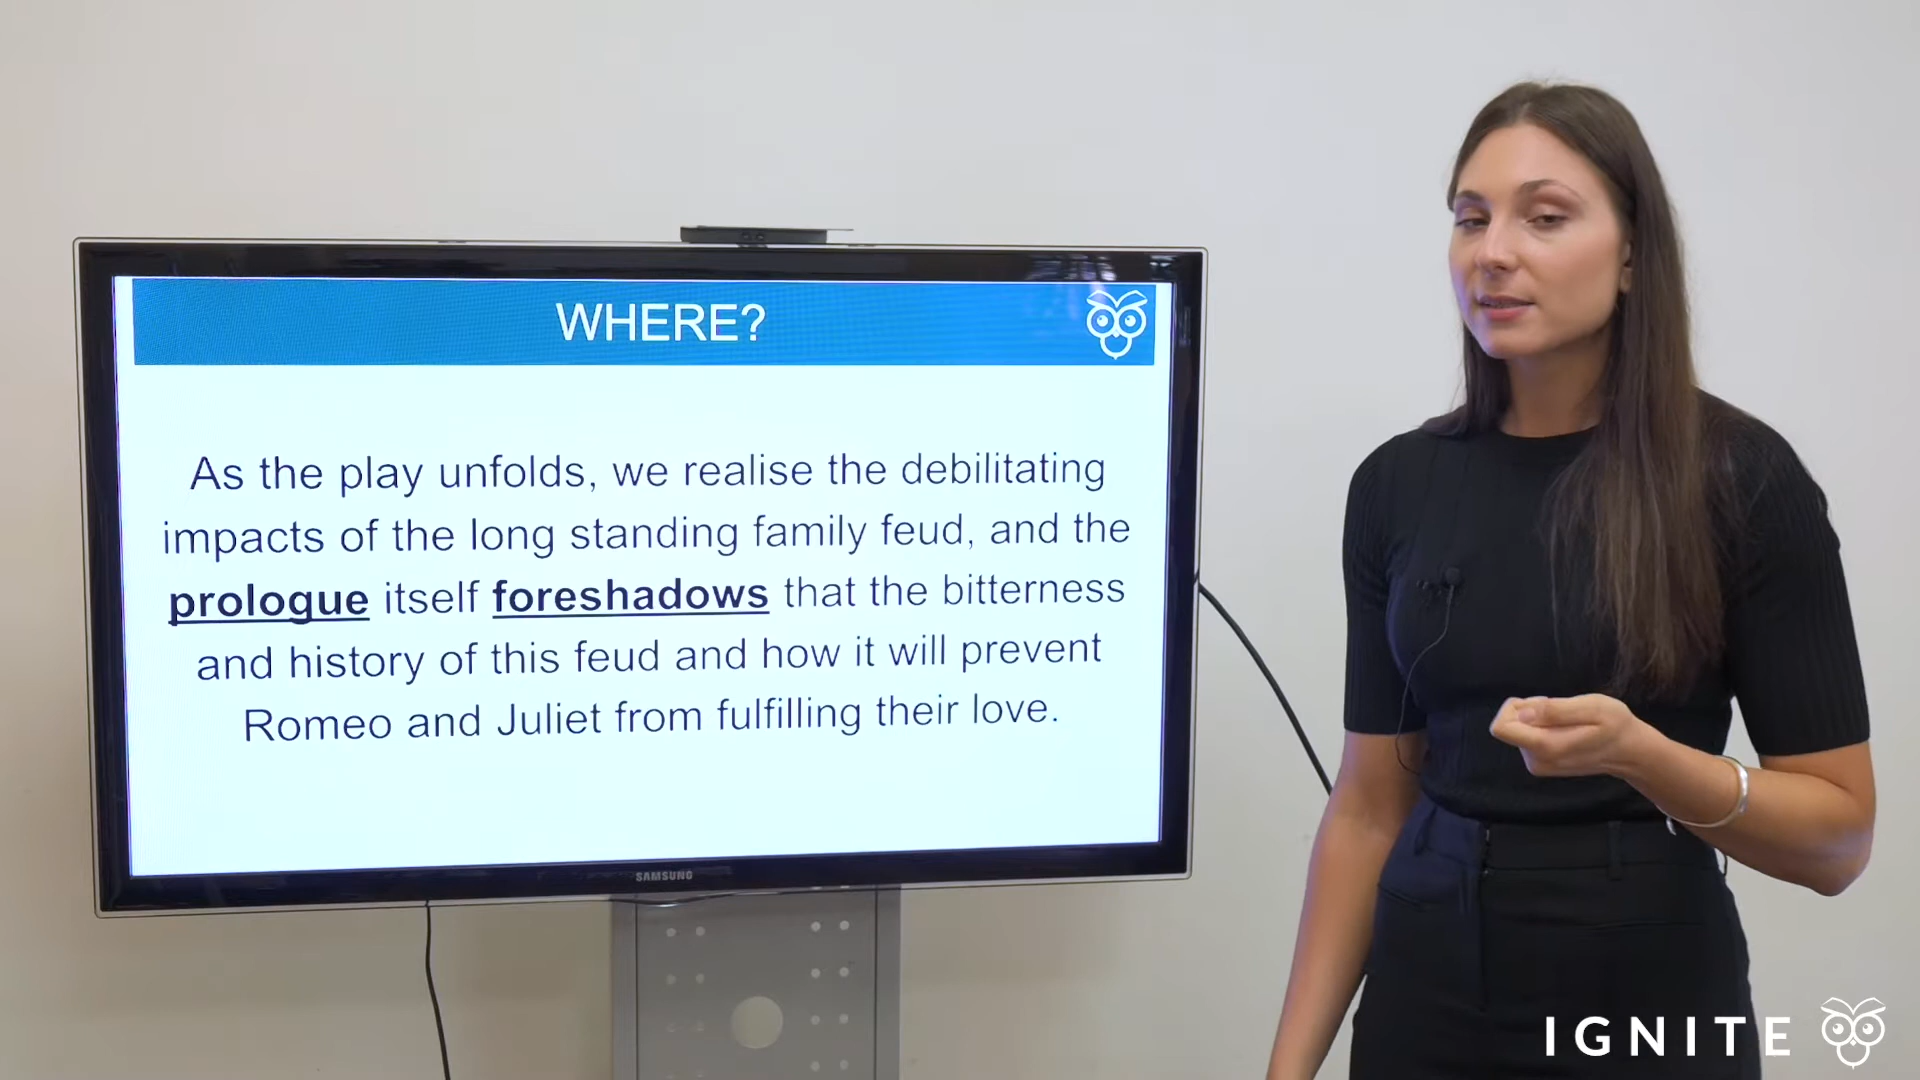 WHERE?
As the play unfolds, we realise the debilitating
impacts of the long standing family feud, and the
prologue itself foreshadows that the bitterness
and history of this feud and how it will prevent
Romeo and Juliet from fulfilling their love.
SAMSUNG
IGNITE